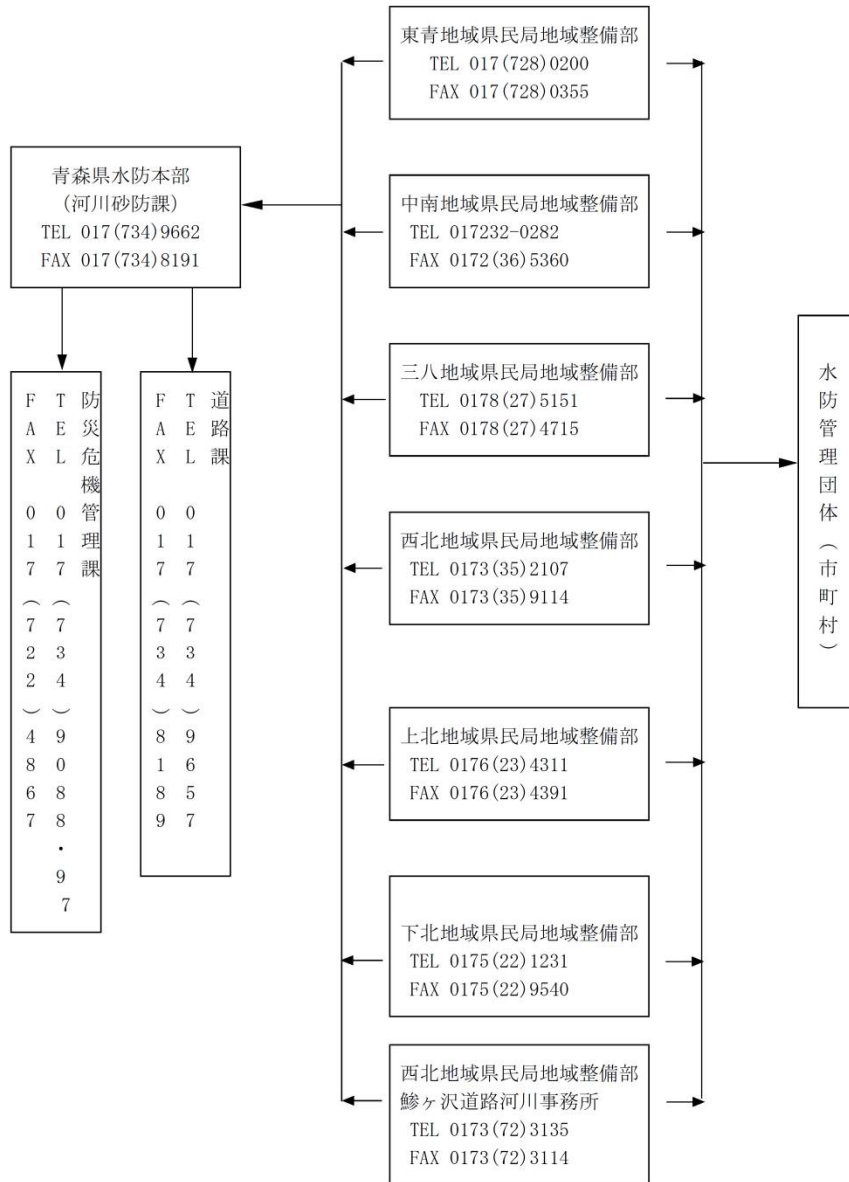 東青地域県民局地域整備部
TEL 017(728)0200
FAX 017(728)0355
青森県水防本部
(河川砂防課)
TEL 017(734)9662
FAX 017(734)8191
中南地域県民局地域整備部
TEL 017232-0282
FAX 0172(36)5360
三八地域県民局地域整備部
TEL 0178(27)5151
FAX 0178(27)4715
防災危機管理課
TEL 017(734)9088・97
FAX 017(722)4867
道路課
TEL 017(734)9657
FAX 017(734)8189
水防管理団体(市町村)
西北地域県民局地域整備部
TEL 0173(35)2107
FAX 0173(35)9114
上北地域県民局地域整備部
TEL 0176(23)4311
FAX 0176(23)4391
下北地域県民局地域整備部
TEL 0175(22)1231
FAX 0175(22)9540
西北地域県民局地域整備部
鰺ヶ沢道路河川事務所
TEL 0173(72)3135
FAX 0173(72)3114